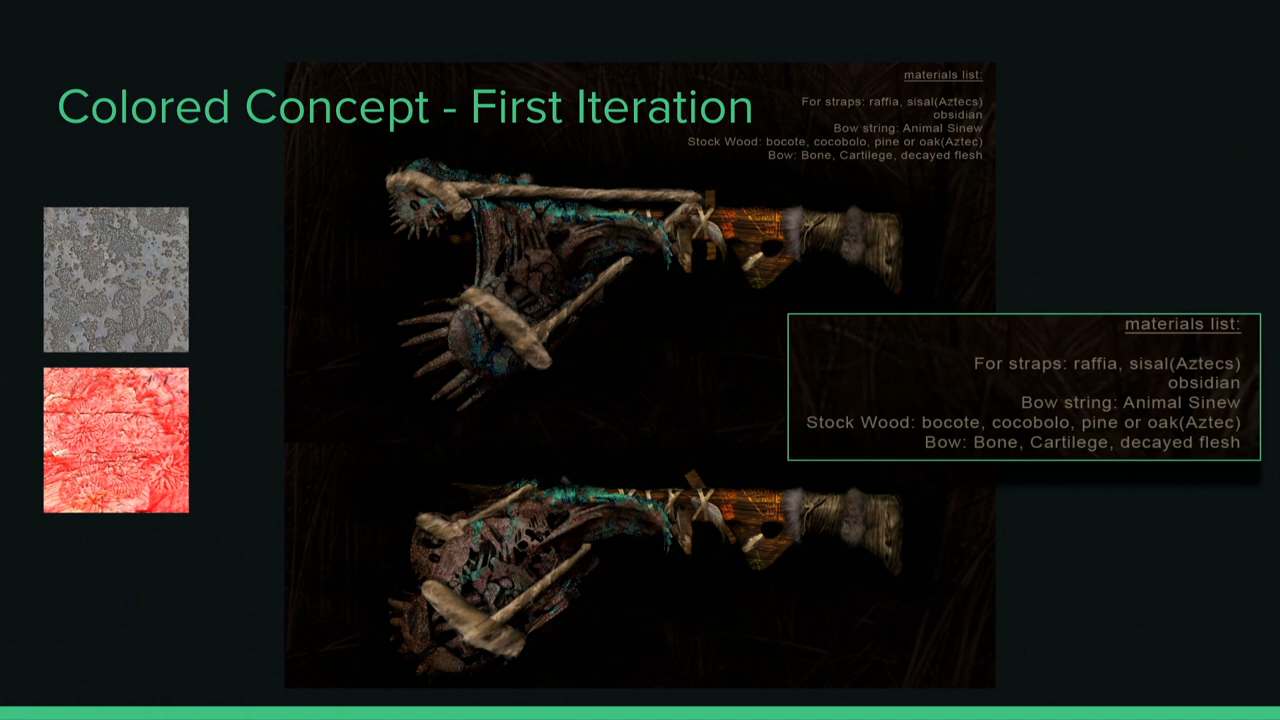 Colored Concept - First Iteration
materials list:
For straps: raffia, sisal(Aztecs)
obsidian
Bow string: Animal Sinew
Stock Wood: bocote, cocobolo, pine or oak(Aztec)
Bow: Bone, Cartilege, decayed flesh
materials list:
For straps: raffia, sisal(Aztecs)
obsidian
Bow string: Animal Sinew
Stock Wood: bocote, cocobolo, pine or oak(Aztec)
Bow: Bone, Cartilege, decayed flesh